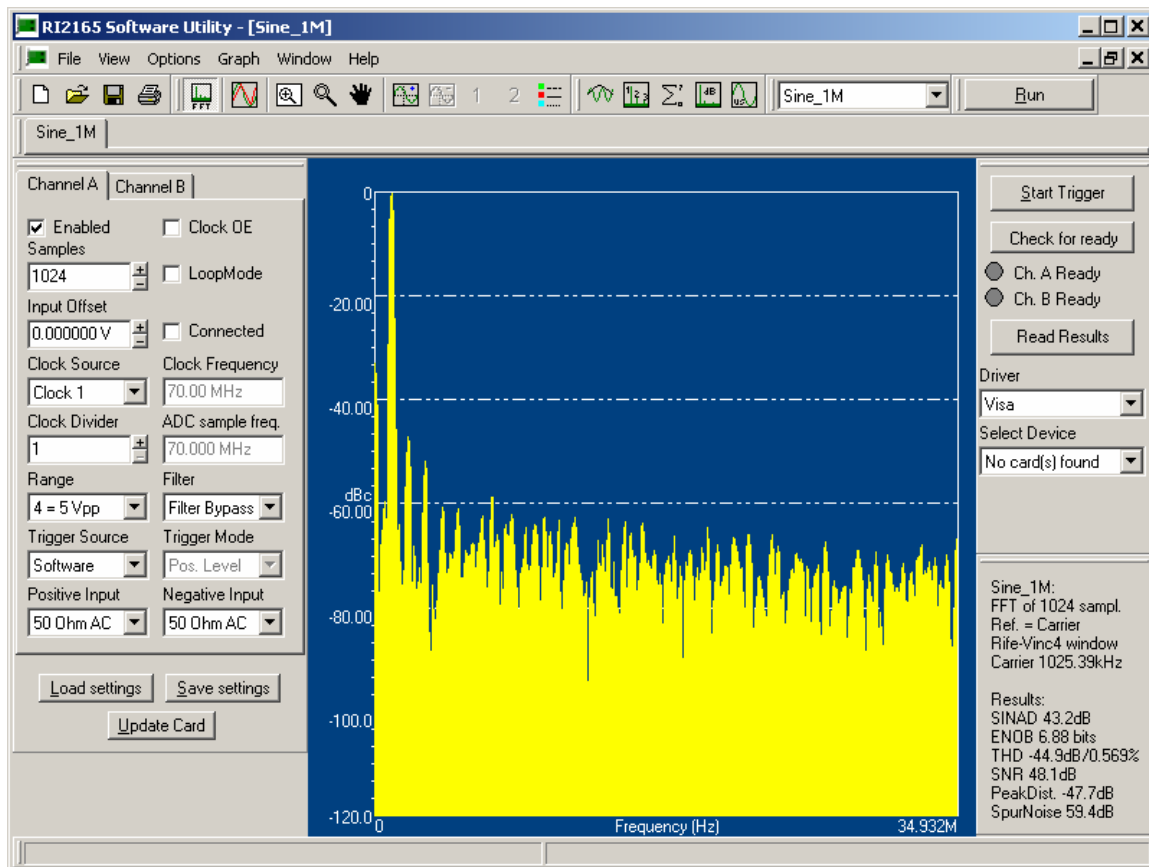 RI2165 Software Utility - [Sine_1M]
File View Options Graph Window Help
FFT 1 2 1 2 3 dB us Sine_1M Run
Sine_1M
Channel A Channel B
Enabled Clock OE
Samples
1024 LoopMode
Input Offset
0.000000 V Connected
Clock Source Clock Frequency
Clock 1 70.00 MHz
Clock Divider ADC sample freq.
1 70.000 MHz
Range Filter
4 = 5 Vpp Filter Bypass
Trigger Source Trigger Mode
Software Pos. Level
Positive Input Negative Input
50 Ohm AC 50 Ohm AC
Load settings Save settings
Update Card
0
-20.00
-40.00
dBc
-60.00
-80.00
-100.0
-120.0
0 Frequency (Hz) 34.932M
Start Trigger
Check for ready
Ch. A Ready
Ch. B Ready
Read Results
Driver
Visa
Select Device
No card(s) found
Sine_1M:
FFT of 1024 sampl.
Ref. = Carrier
Rife-Vinc4 window
Carrier 1025.39kHz
Results:
SINAD 43.2dB
ENOB 6.88 bits
THD -44.9dB/0.569%
SNR 48.1dB
PeakDist. -47.7dB
SpurNoise 59.4dB